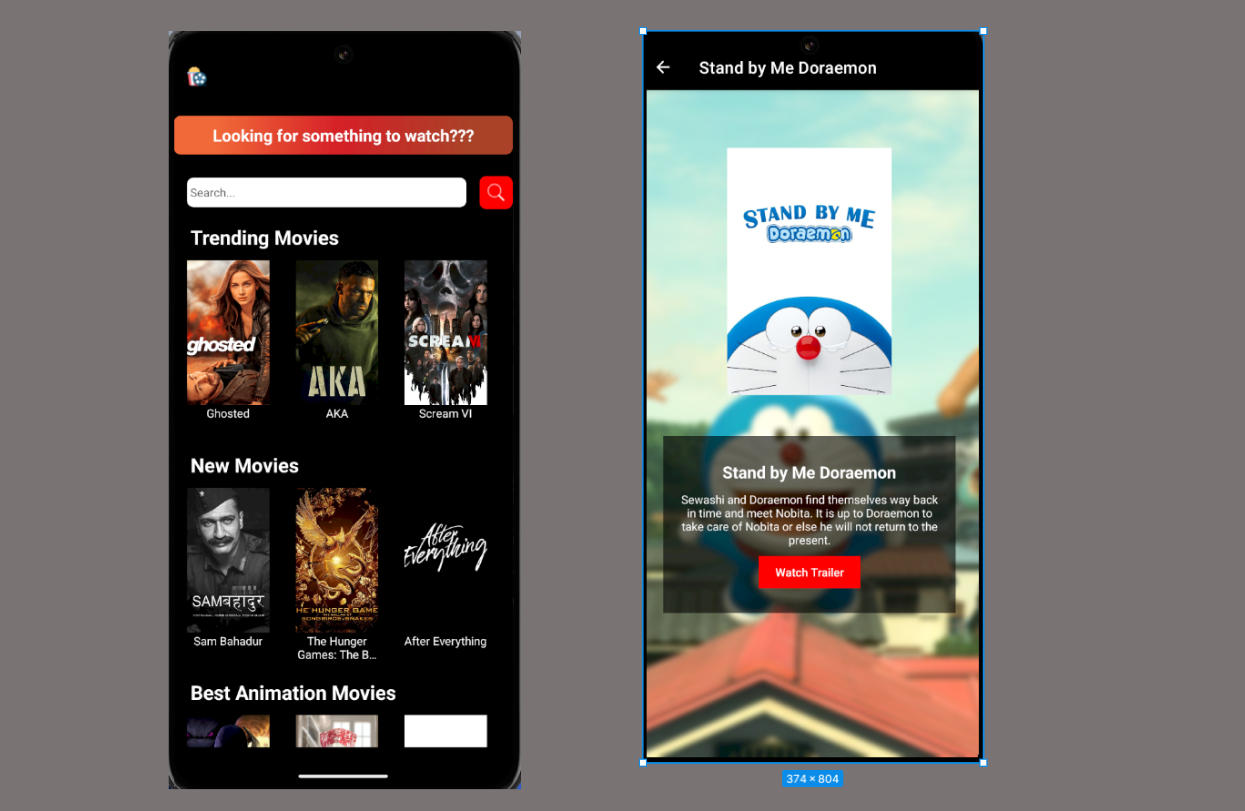 Looking for something to watch???
Search...
Trending Movies
ghosted
AKA
SCREAM
Ghosted
AKA
Scream VI
New Movies
SAMबहादुर
After
Everything
HE HUNGER GAME
SONGBIRDS & SNAKES
Sam Bahadur
The Hunger
Games: The B...
After Everything
Best Animation Movies
Stand by Me Doraemon
STAND BY ME
Doraemon
Stand by Me Doraemon
Sewashi and Doraemon find themselves way back
in time and meet Nobita. It is up to Doraemon to
take care of Nobita or else he will not return to the
present.
Watch Trailer
374 × 804